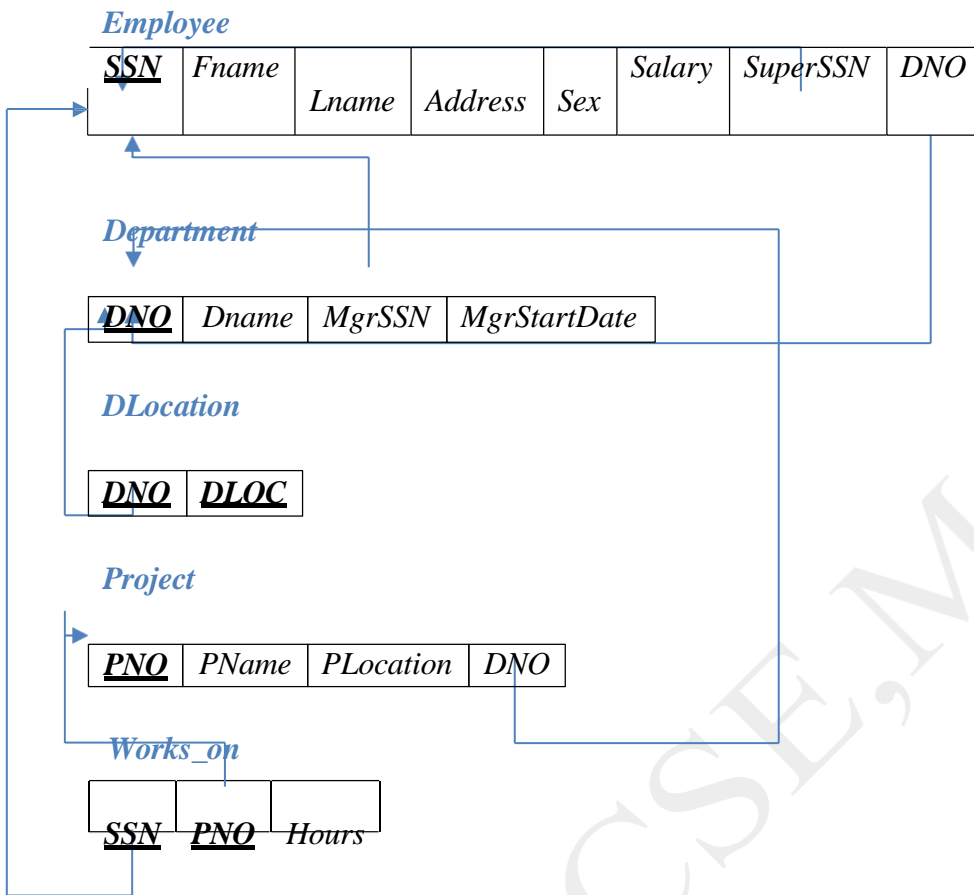 Employee
SSN Fname Lname Address Sex Salary SuperSSN DNO
Department
DNO Dname MgrSSN MgrStartDate
DLocation
DNO DLOC
Project
PNO PName PLocation DNO
Works_on
SSN PNO Hours
CSE,M